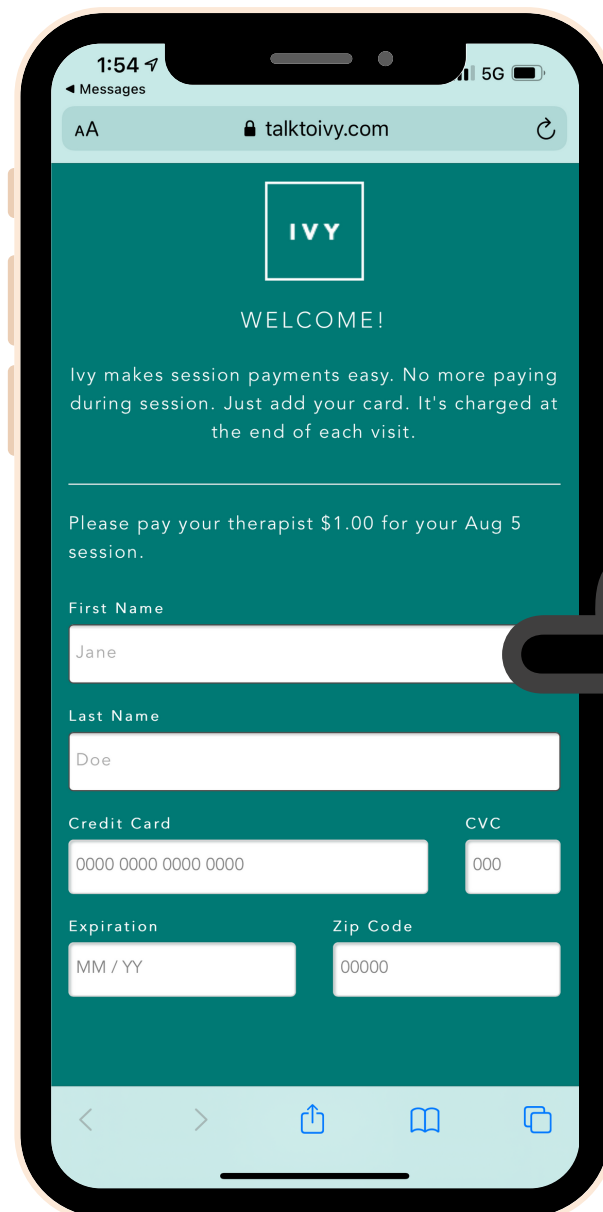 1:54
5G
◀ Messages
AA
talktoivy.com
IVY
WELCOME!
Ivy makes session payments easy. No more paying
during session. Just add your card. It's charged at
the end of each visit.
Please pay your therapist $1.00 for your Aug 5
session.
First Name
Jane
Last Name
Doe
Credit Card
CVC
0000 0000 0000 0000
000
Expiration
Zip Code
MM / YY
00000